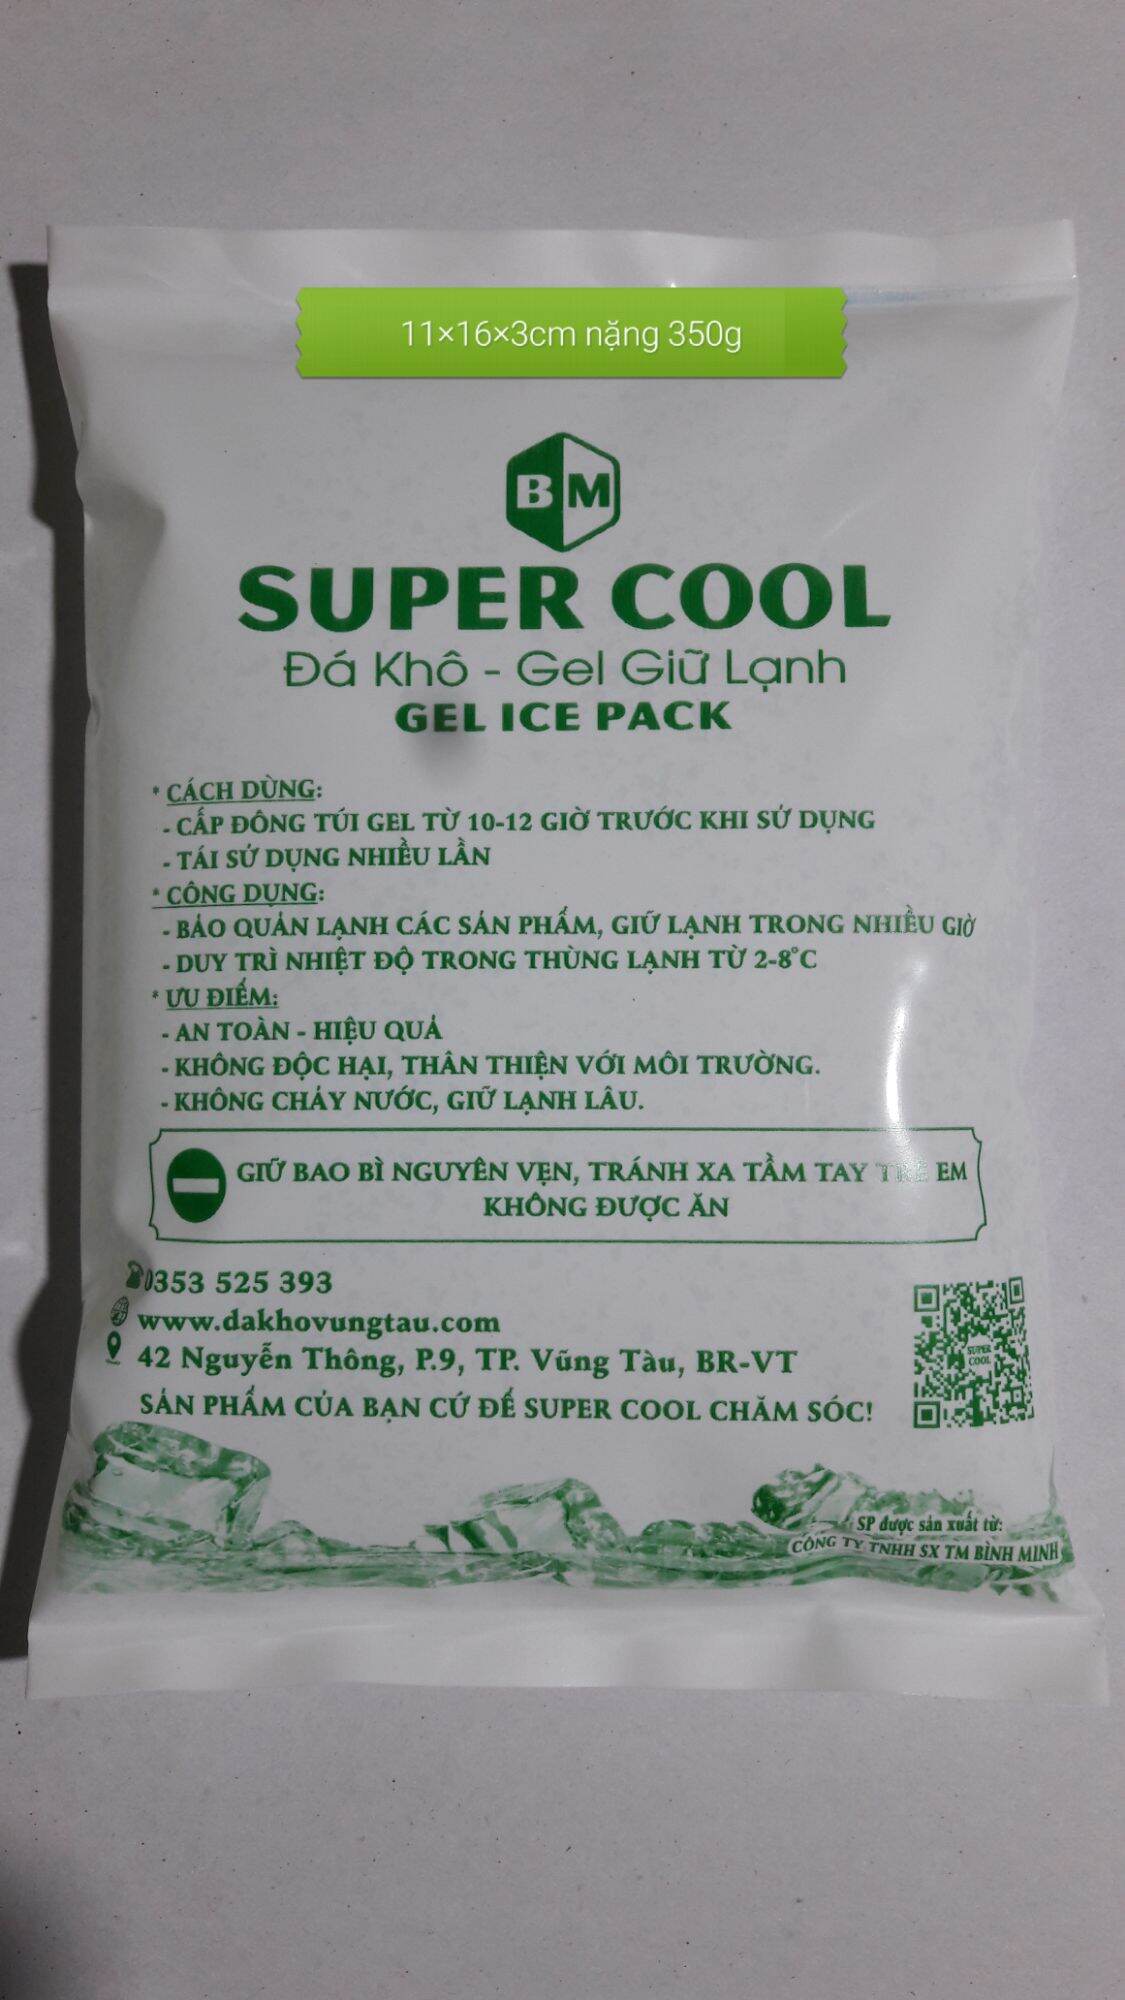 11×16×3cm nặng 350g
BM
SUPER COOL
Đá Khô - Gel Giữ Lạnh
GEL ICE PACK
* CÁCH DÙNG:
- CẤP ĐÔNG TÚI GEL TỪ 10-12 GIỜ TRƯỚC KHI SỬ DỤNG
- TÁI SỬ DỤNG NHIỀU LẦN
* CÔNG DỤNG:
- BẢO QUẢN LẠNH CÁC SẢN PHẨM, GIỮ LẠNH TRONG NHIỀU GIỜ
- DUY TRÌ NHIỆT ĐỘ TRONG THÙNG LẠNH TỪ 2-8°C
* ƯU ĐIỂM:
- AN TOÀN - HIỆU QUẢ
- KHÔNG ĐỘC HẠI, THÂN THIỆN VỚI MÔI TRƯỜNG.
- KHÔNG CHẢY NƯỚC, GIỮ LẠNH LÂU.
GIỮ BAO BÌ NGUYÊN VẸN, TRÁNH XA TẦM TAY TRẺ EM
KHÔNG ĐƯỢC ĂN
0353 525 393
www.dakhovungtau.com
42 Nguyễn Thông, P.9, TP. Vũng Tàu, BR-VT
SẢN PHẨM CỦA BẠN CỨ ĐỂ SUPER COOL CHĂM SÓC!
SUPER
COOL
SP được sản xuất từ:
CÔNG TY TNHH SX TM BÌNH MINH